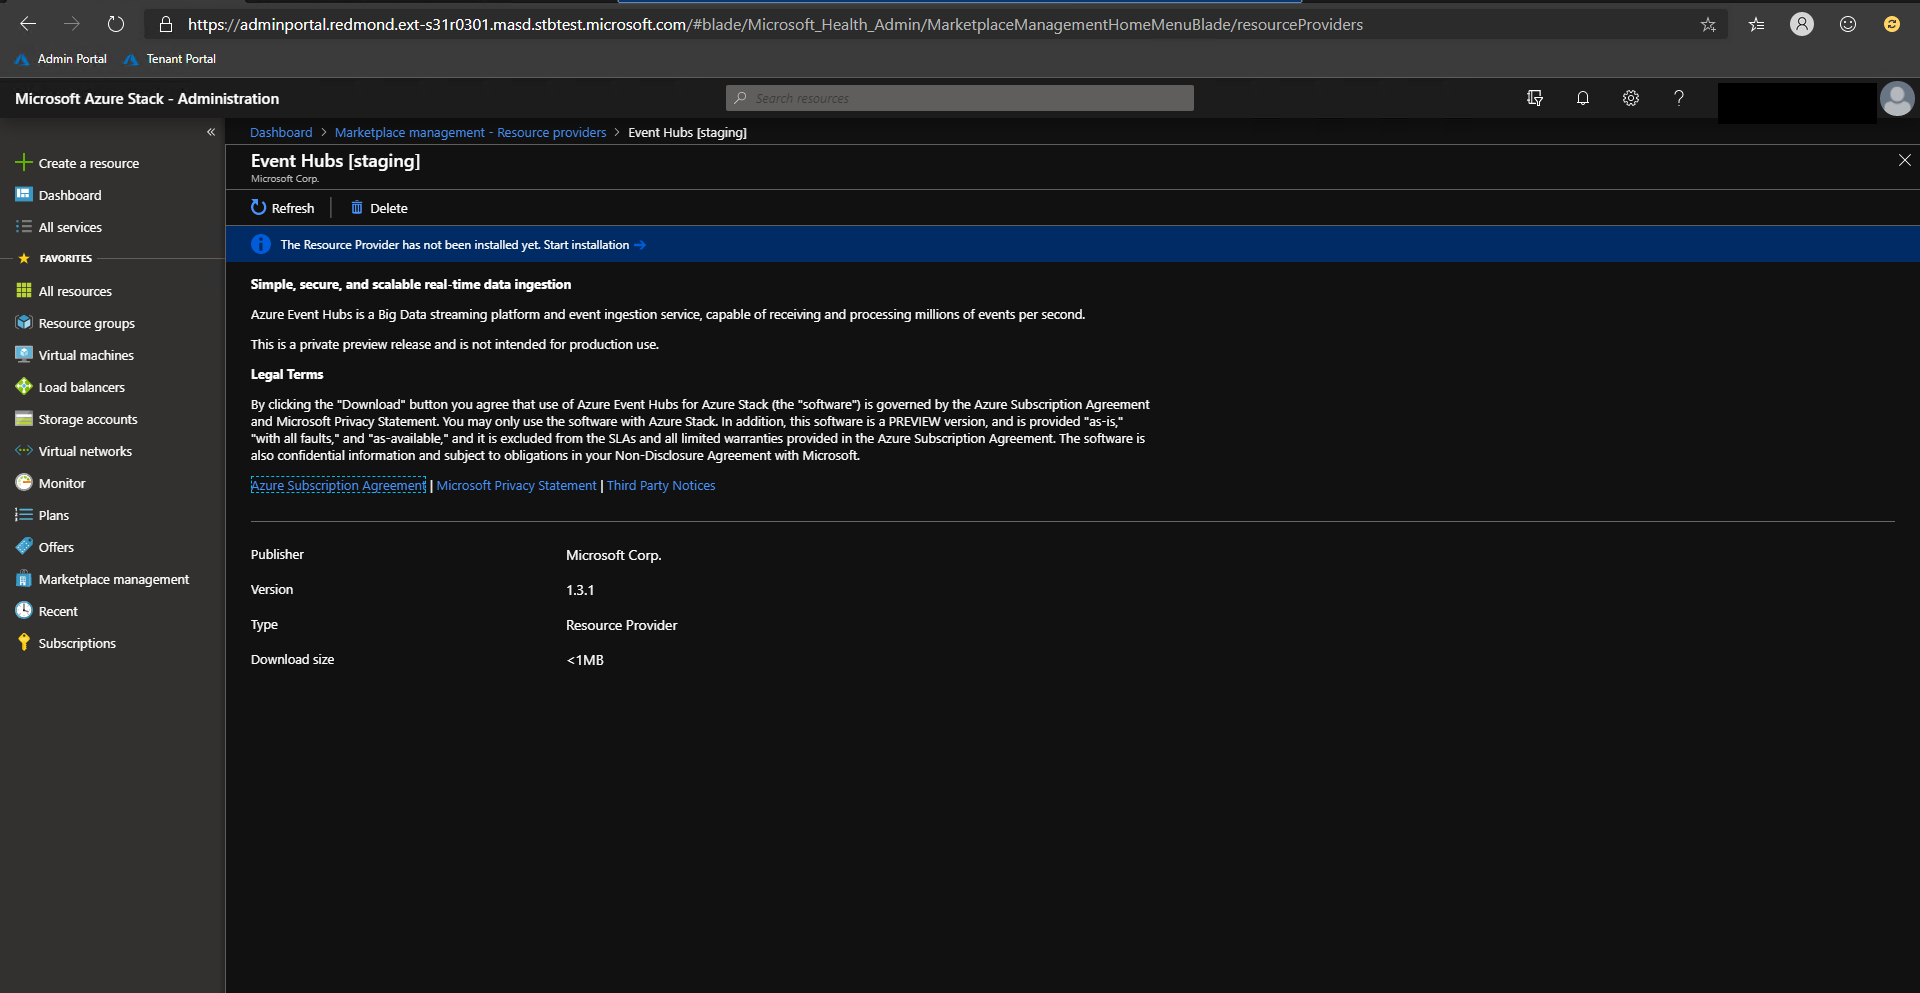 https://adminportal.redmond.ext-s31r0301.masd.stbtest.microsoft.com/#blade/Microsoft_Health_Admin/MarketplaceManagementHomeMenuBlade/resourceProviders
Admin Portal
Tenant Portal
Microsoft Azure Stack - Administration
Search resources
Dashboard > Marketplace management - Resource providers > Event Hubs [staging]
Event Hubs [staging]
Microsoft Corp.
Create a resource
Dashboard
All services
FAVORITES
All resources
Resource groups
Virtual machines
Load balancers
Storage accounts
Virtual networks
Monitor
Plans
Offers
Marketplace management
Recent
Subscriptions
Refresh
Delete
The Resource Provider has not been installed yet. Start installation →
Simple, secure, and scalable real-time data ingestion
Azure Event Hubs is a Big Data streaming platform and event ingestion service, capable of receiving and processing millions of events per second.
This is a private preview release and is not intended for production use.
Legal Terms
By clicking the "Download" button you agree that use of Azure Event Hubs for Azure Stack (the "software") is governed by the Azure Subscription Agreement
and Microsoft Privacy Statement. You may only use the software with Azure Stack. In addition, this software is a PREVIEW version, and is provided "as-is,"
"with all faults," and "as-available," and it is excluded from the SLAs and all limited warranties provided in the Azure Subscription Agreement. The software is
also confidential information and subject to obligations in your Non-Disclosure Agreement with Microsoft.
Azure Subscription Agreement | Microsoft Privacy Statement | Third Party Notices
Publisher Microsoft Corp.
Version 1.3.1
Type Resource Provider
Download size <1MB